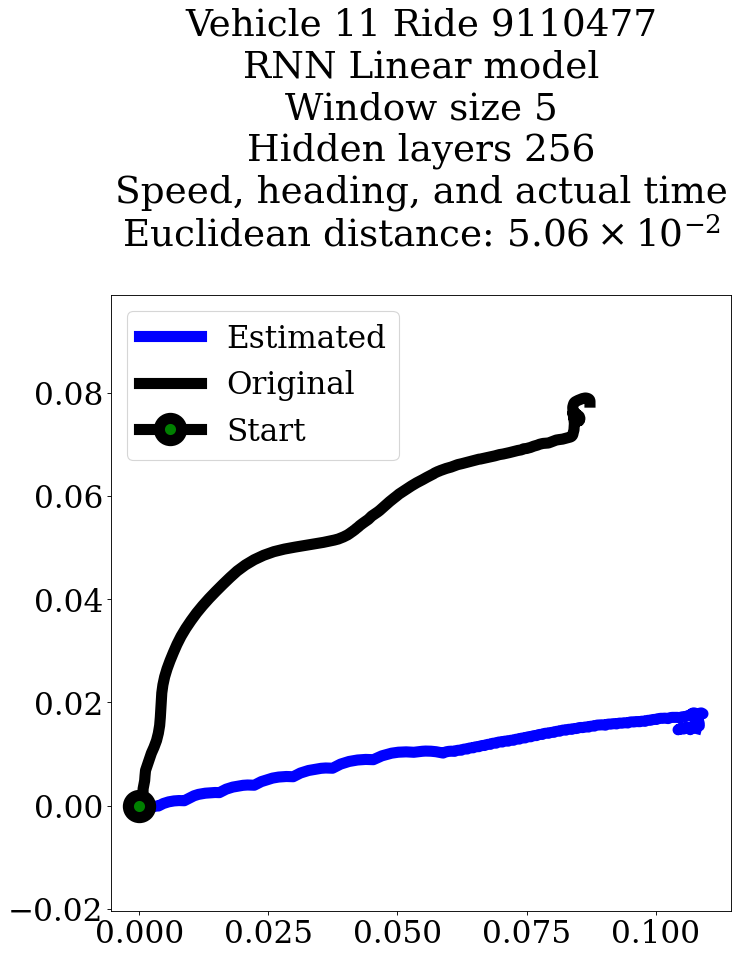 Vehicle 11 Ride 9110477
RNN Linear model
Window size 5
Hidden layers 256
Speed, heading, and actual time
Euclidean distance: 5.06 × 10⁻²
Estimated
Original
Start
0.08
0.06
0.04
0.02
0.00
−0.02
0.000 0.025 0.050 0.075 0.100